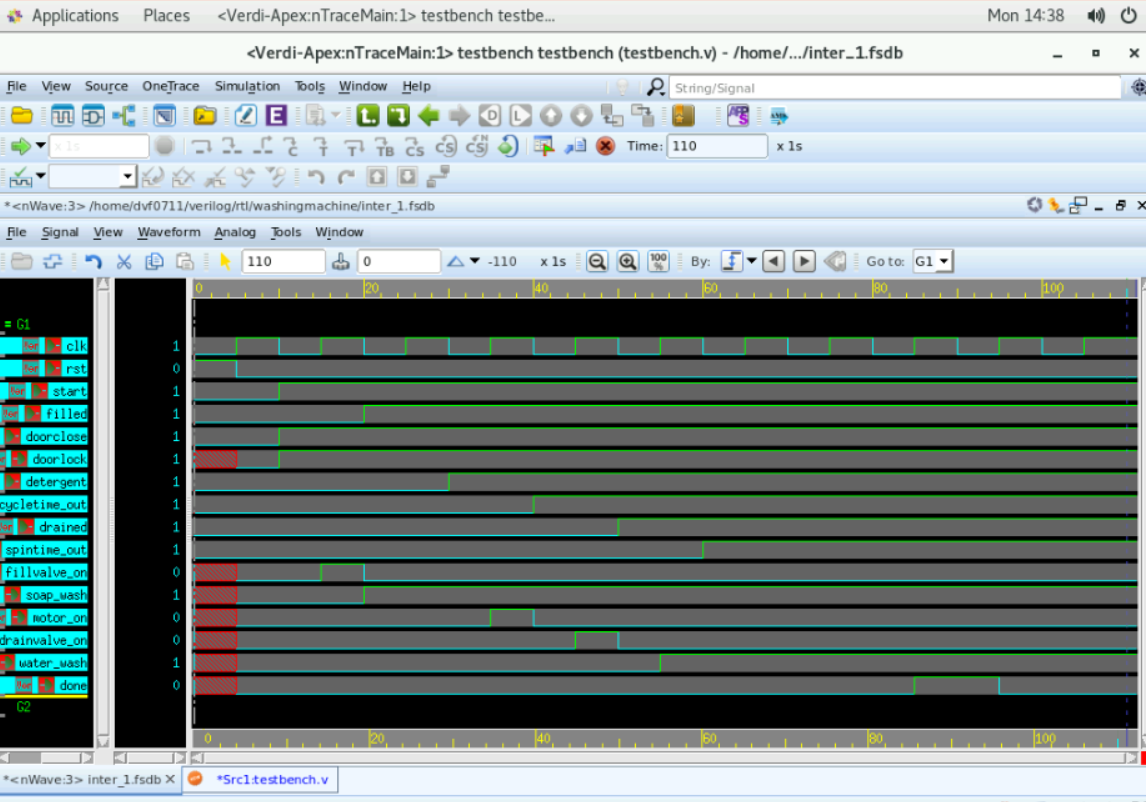 Applications Places <Verdi-Apex:nTraceMain:1> testbench testbe... Mon 14:38
<Verdi-Apex:nTraceMain:1> testbench testbench (testbench.v) - /home/.../inter_1.fsdb
File View Source OneTrace Simulation Tools Window Help String/Signal
x 1s Time: 110 x 1s
*<nWave:3> /home/dvf0711/verilog/rtl/washingmachine/inter_1.fsdb
File Signal View Waveform Analog Tools Window
110 0 -110 x 1s 100 % By: Go to: G1
0 20 40 60 80 100
= G1
clk 1
rst 0
start 1
filled 1
doorclose 1
doorlock 1
detergent 1
cycletime_out 1
drained 1
spintime_out 1
fillvalve_on 0
soap_wash 1
motor_on 0
drainvalve_on 0
water_wash 1
done 0
G2
0 20 40 60 80 100
*<nWave:3> inter_1.fsdb X *Src1:testbench.v